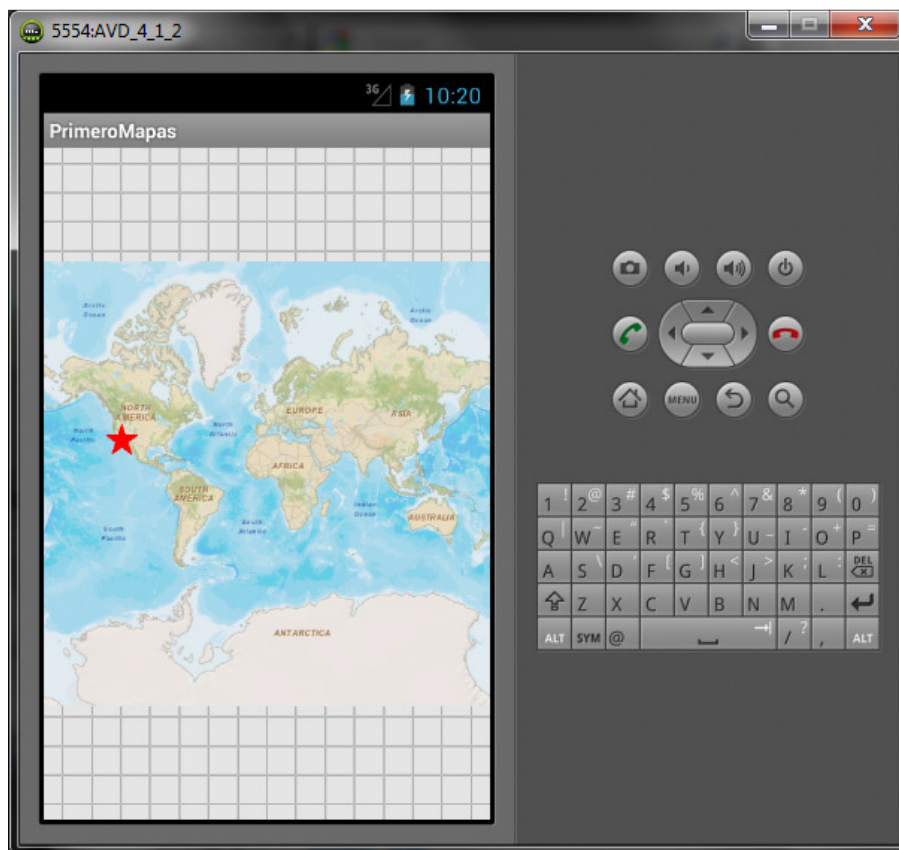 5554:AVD_4_1_2
3G 10:20
PrimeroMapas
Arctic
Ocean
Arctic
Ocean
NORTH
AMERICA
EUROPE
ASIA
North
Pacific
North
Atlantic
AFRICA
SOUTH
AMERICA
Indian
Ocean
AUSTRALIA
South
Pacific
South
Atlantic
ANTARCTICA
MENU
1 ! 2 @ 3 # 4 $ 5 % 6 ^ 7 & 8 * 9 ( 0 )
Q | W ~ E " R ` T { Y } U _ I - O + P =
A S \ D ' F [ G ] H < J > K ; L : DEL
Z X C V B N M .
ALT SYM @ / ? , ALT